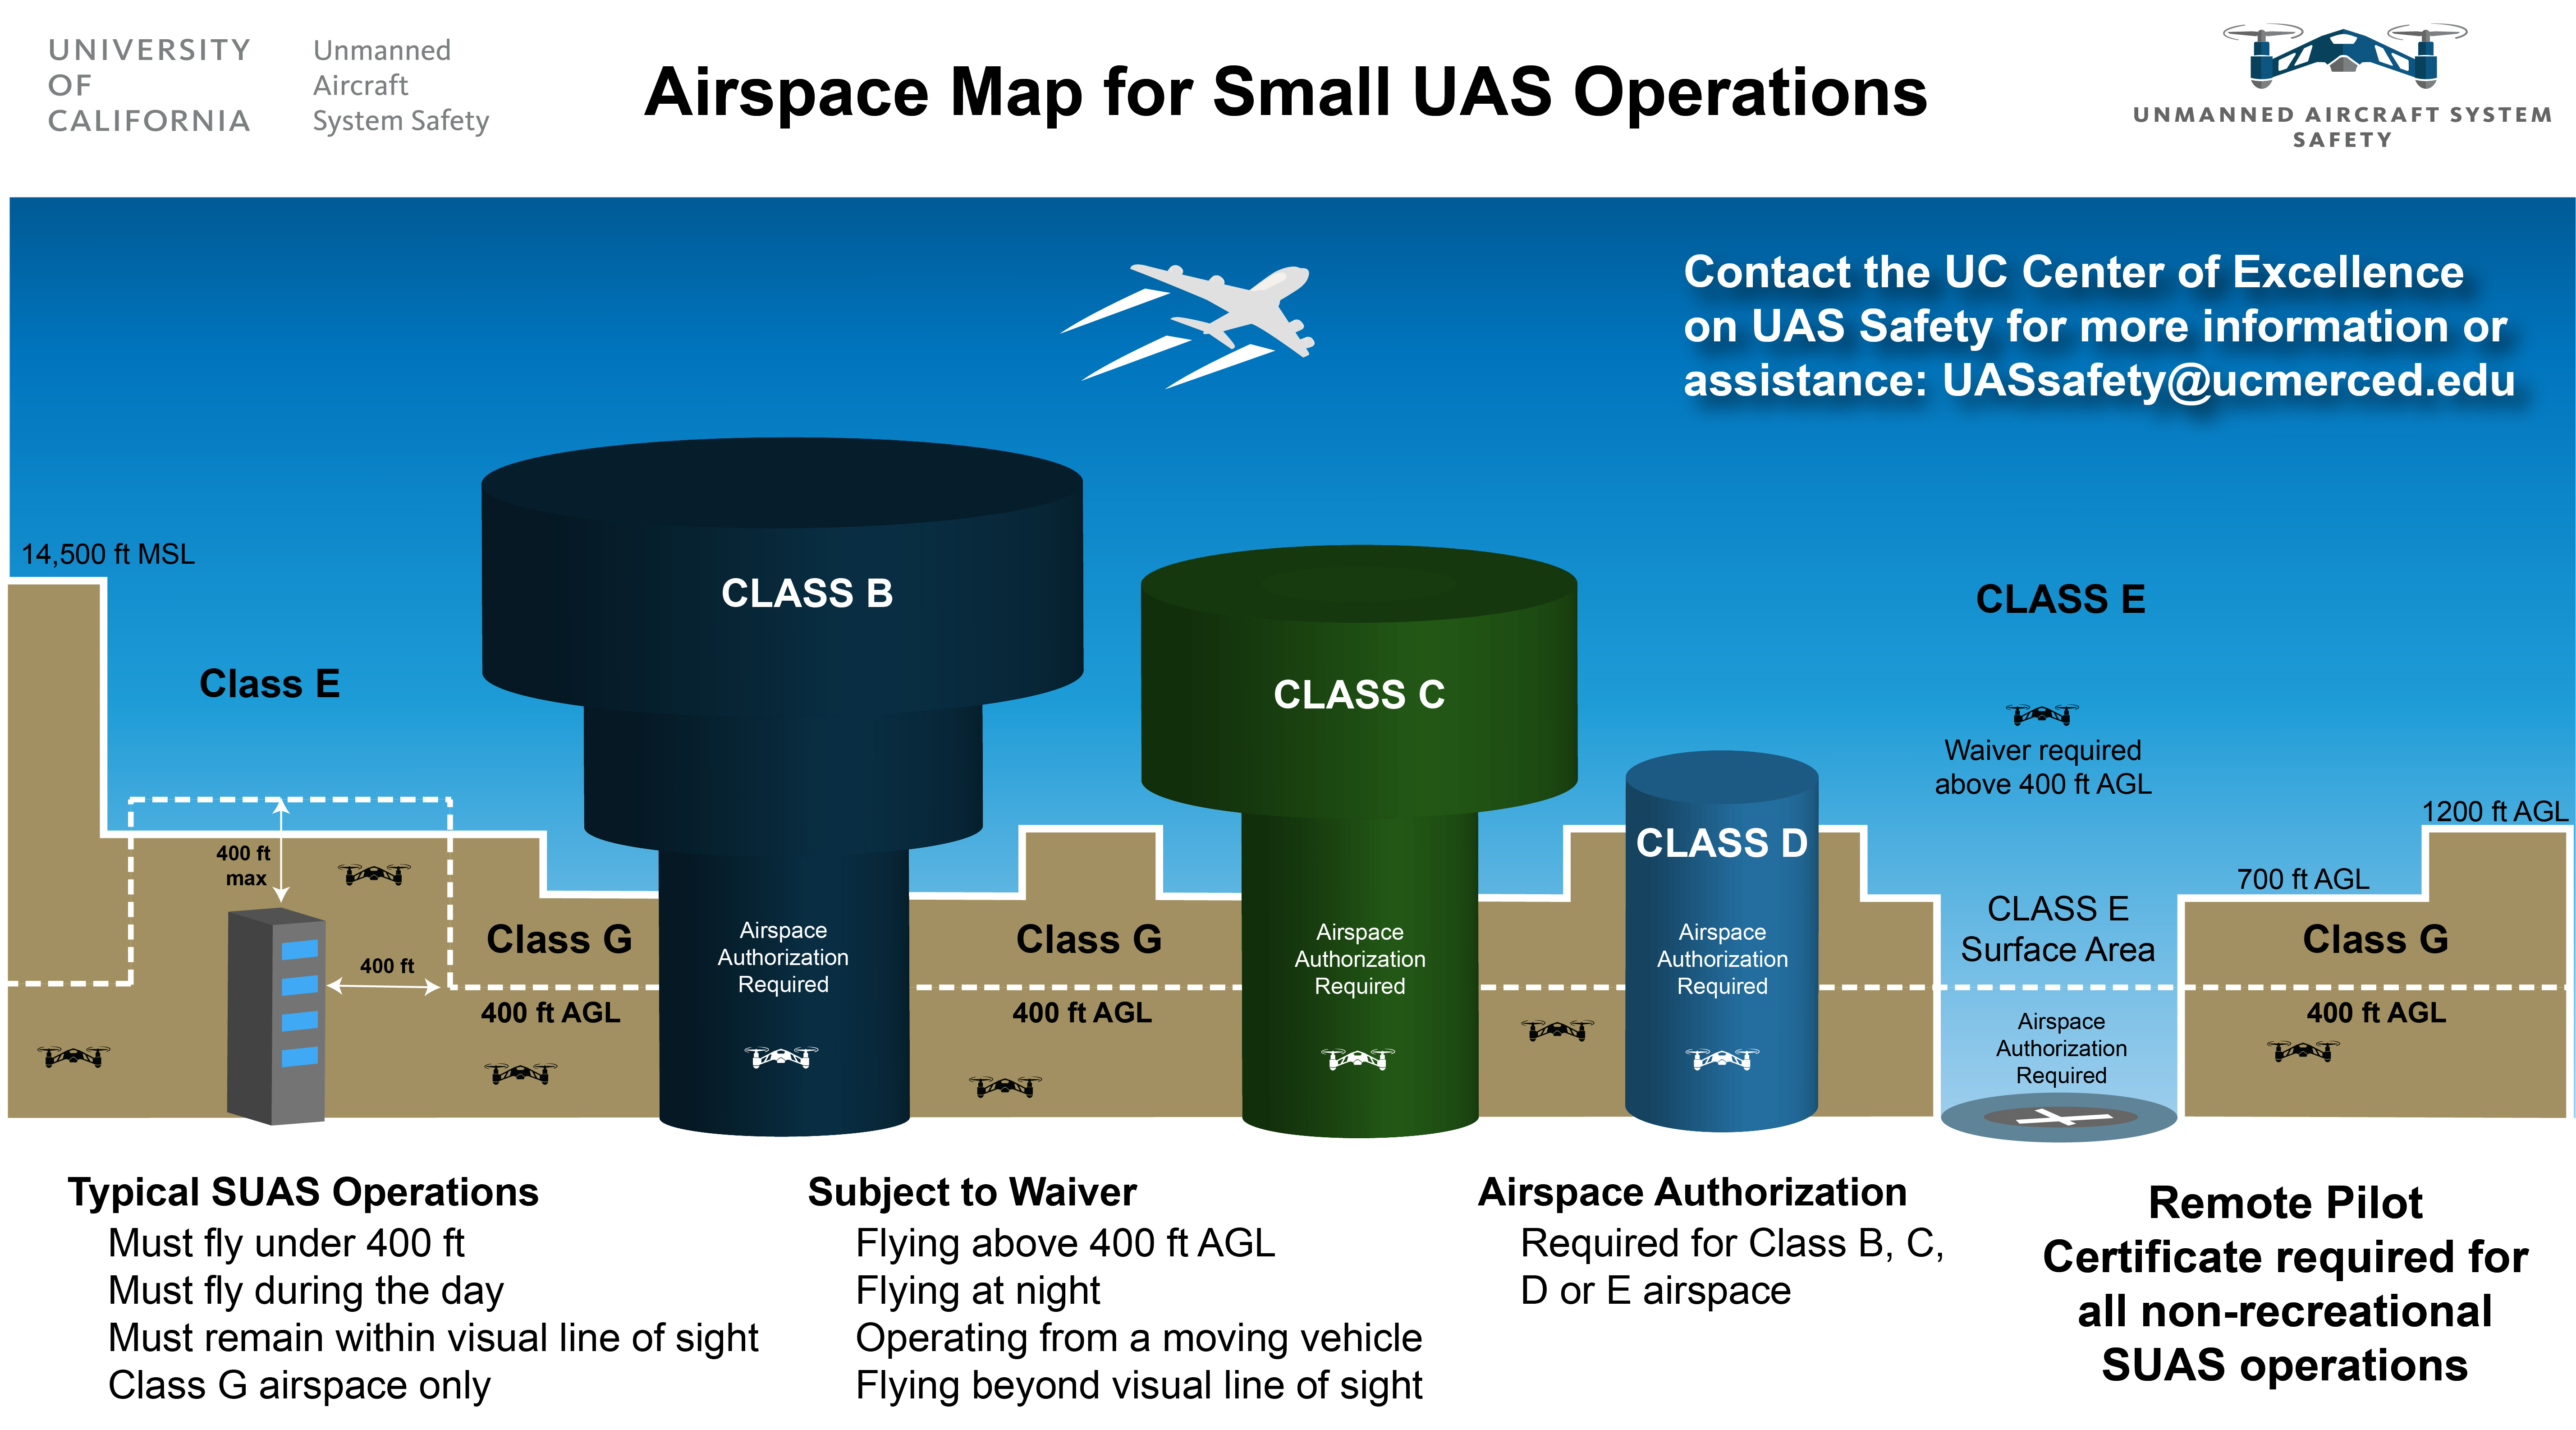 UNIVERSITY
OF
CALIFORNIA
Unmanned
Aircraft
System Safety
Airspace Map for Small UAS Operations
UNMANNED AIRCRAFT SYSTEM
SAFETY
Contact the UC Center of Excellence
on UAS Safety for more information or
assistance: UASsafety@ucmerced.edu
14,500 ft MSL
Class E
CLASS B
CLASS C
CLASS E
Waiver required
above 400 ft AGL
1200 ft AGL
400 ft
max
CLASS D
700 ft AGL
400 ft
Class G
400 ft AGL
Airspace
Authorization
Required
Class G
400 ft AGL
Airspace
Authorization
Required
Airspace
Authorization
Required
CLASS E
Surface Area
Airspace
Authorization
Required
Class G
400 ft AGL
Typical SUAS Operations
Must fly under 400 ft
Must fly during the day
Must remain within visual line of sight
Class G airspace only
Subject to Waiver
Flying above 400 ft AGL
Flying at night
Operating from a moving vehicle
Flying beyond visual line of sight
Airspace Authorization
Required for Class B, C,
D or E airspace
Remote Pilot
Certificate required for
all non-recreational
SUAS operations